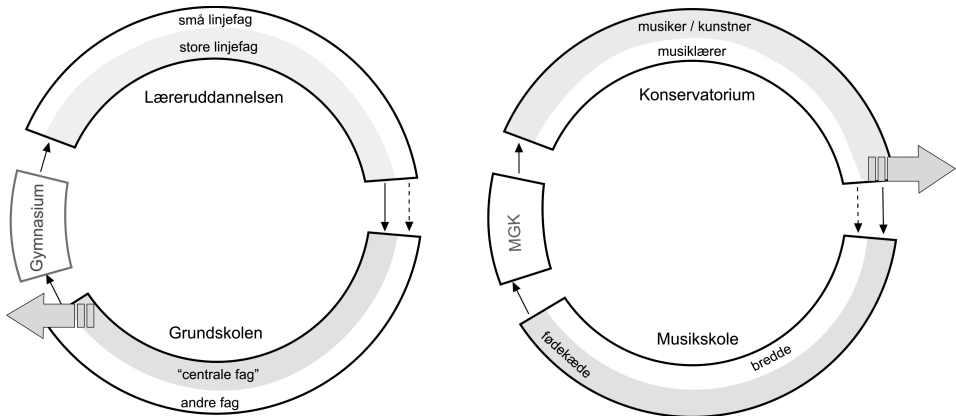 små linjefag
store linjefag
Læreruddannelsen
Gymnasium
Grundskolen
“centrale fag”
andre fag
musiker / kunstner
musiklærer
Konservatorium
MGK
Musikskole
fødekæde
bredde